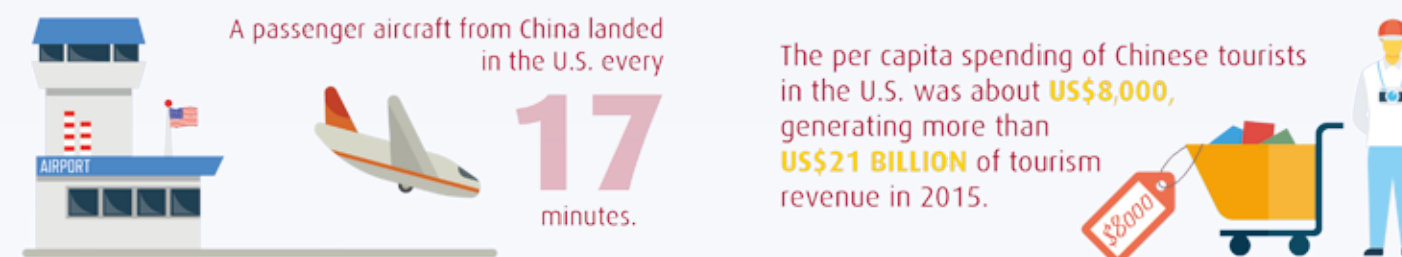 A passenger aircraft from China landed
in the U.S. every
17
minutes.
AIRPORT
The per capita spending of Chinese tourists
in the U.S. was about US$8,000,
generating more than
US$21 BILLION of tourism
revenue in 2015.
$8000